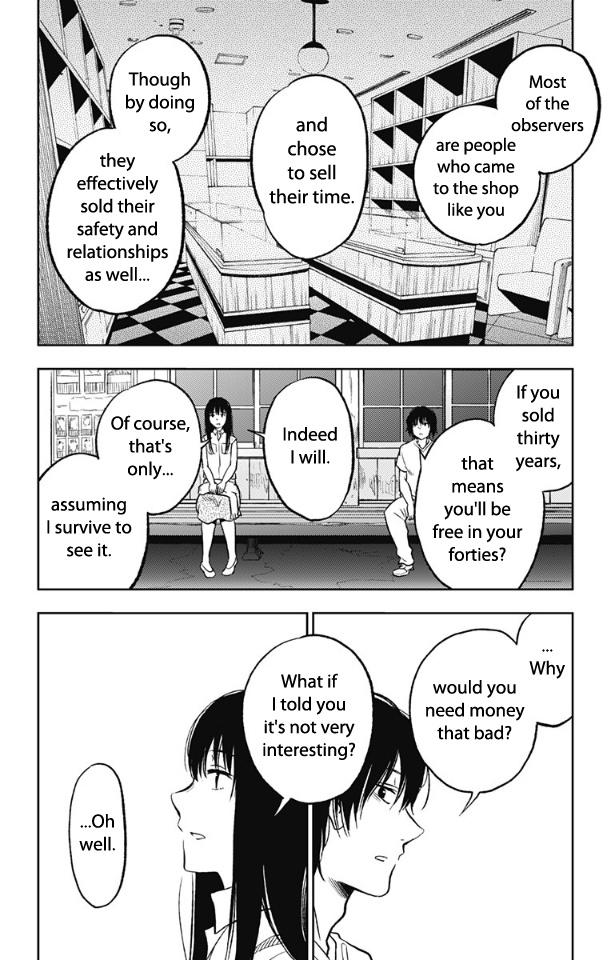 Most
of the
observers
are people
who came
to the shop
like you
and
chose
to sell
their time.
Though
by doing
so,
they
effectively
sold their
safety and
relationships
as well...
If you
sold
thirty
years,
that
means
you'll be
free in your
forties?
Indeed
I will.
Of course,
that's
only...
assuming
I survive to
see it.
...
Why
would you
need money
that bad?
What if
I told you
it's not very
interesting?
...Oh
well.